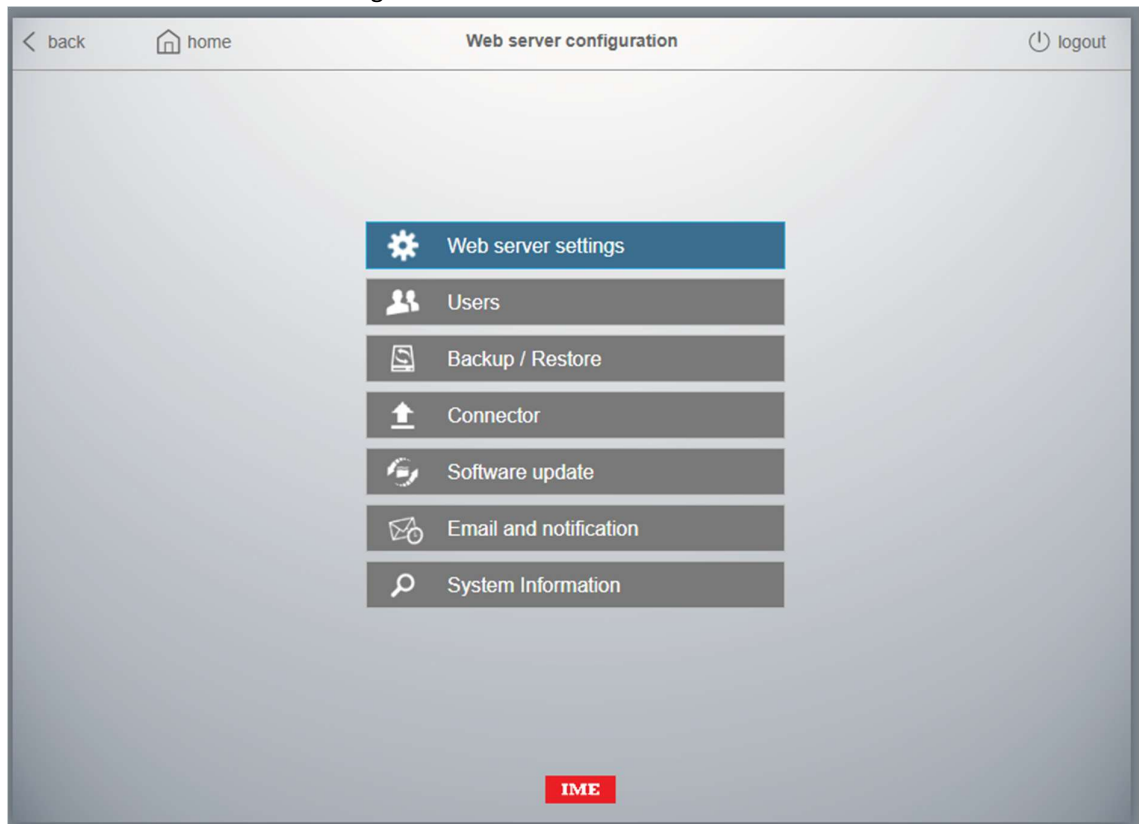 back home Web server configuration logout
Web server settings
Users
Backup / Restore
Connector
Software update
Email and notification
System Information
IME